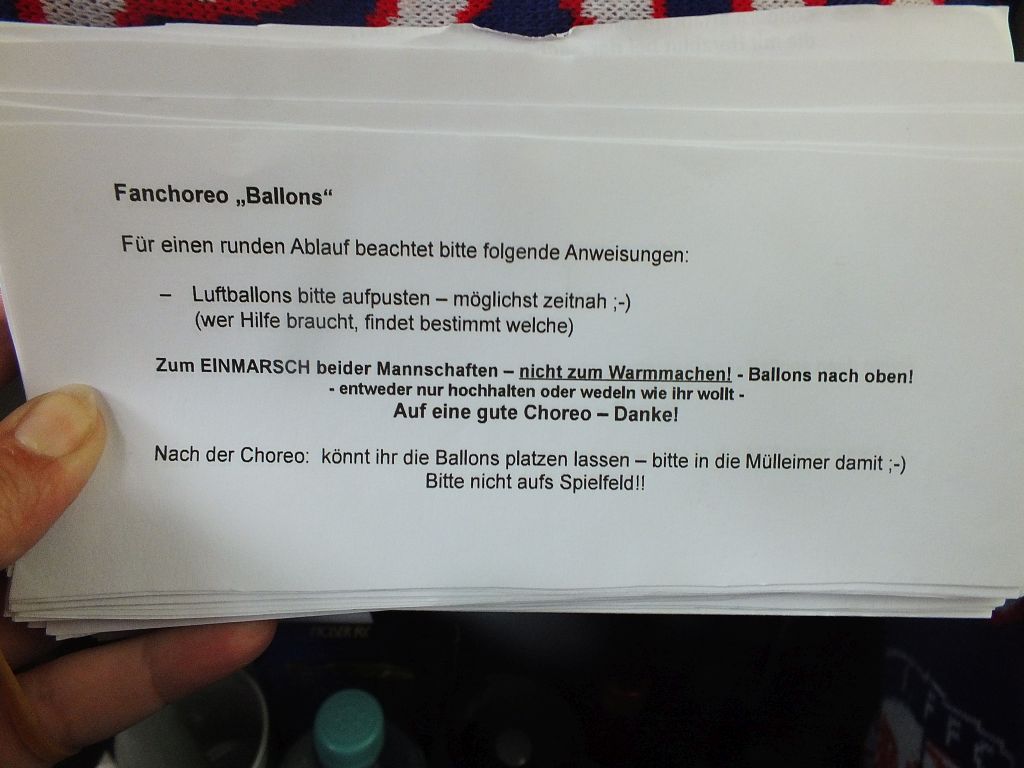 Fanchoreo „Ballons“
Für einen runden Ablauf beachtet bitte folgende Anweisungen:
– Luftballons bitte aufpusten – möglichst zeitnah ;-)
(wer Hilfe braucht, findet bestimmt welche)
Zum EINMARSCH beider Mannschaften – nicht zum Warmmachen! - Ballons nach oben!
- entweder nur hochhalten oder wedeln wie ihr wollt -
Auf eine gute Choreo – Danke!
Nach der Choreo: könnt ihr die Ballons platzen lassen – bitte in die Mülleimer damit ;-)
Bitte nicht aufs Spielfeld!!